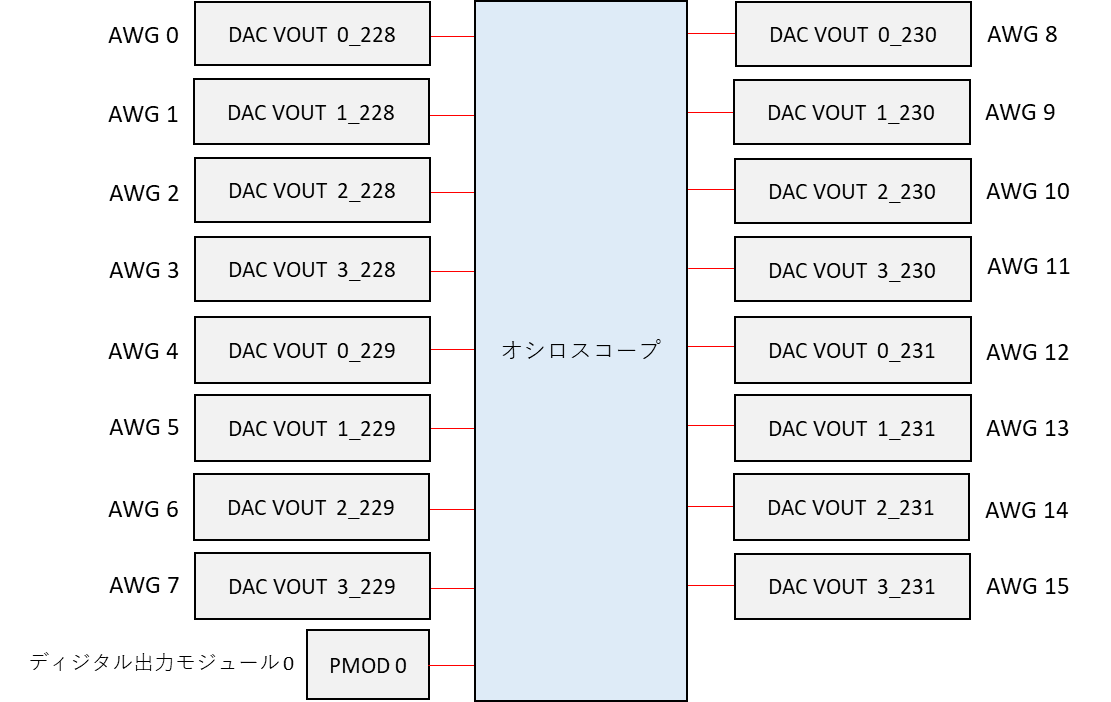 AWG 0
DAC VOUT 0_228
AWG 1
DAC VOUT 1_228
AWG 2
DAC VOUT 2_228
AWG 3
DAC VOUT 3_228
AWG 4
DAC VOUT 0_229
AWG 5
DAC VOUT 1_229
AWG 6
DAC VOUT 2_229
AWG 7
DAC VOUT 3_229
ディジタル出力モジュール0
PMOD 0
オシロスコープ
DAC VOUT 0_230
AWG 8
DAC VOUT 1_230
AWG 9
DAC VOUT 2_230
AWG 10
DAC VOUT 3_230
AWG 11
DAC VOUT 0_231
AWG 12
DAC VOUT 1_231
AWG 13
DAC VOUT 2_231
AWG 14
DAC VOUT 3_231
AWG 15